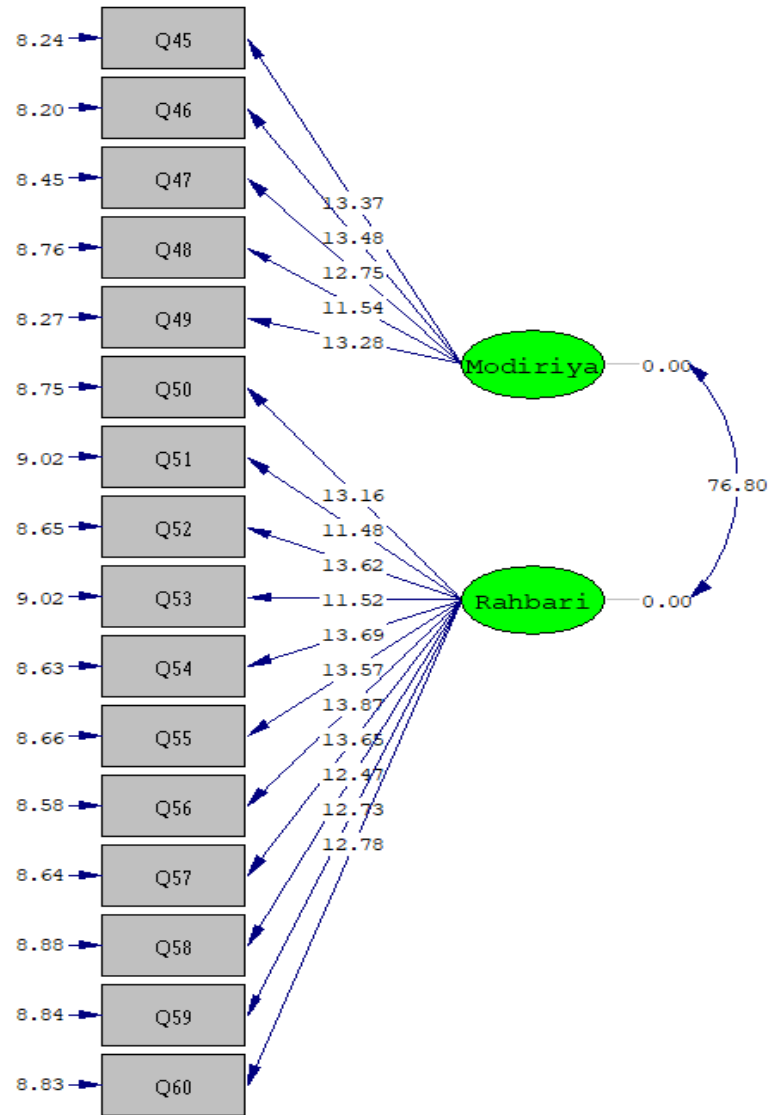 8.24 Q45
8.20 Q46
8.45 Q47
8.76 Q48
8.27 Q49
8.75 Q50
9.02 Q51
8.65 Q52
9.02 Q53
8.63 Q54
8.66 Q55
8.58 Q56
8.64 Q57
8.88 Q58
8.84 Q59
8.83 Q60
13.37
13.48
12.75
11.54
13.28
13.16
11.48
13.62
11.52
13.69
13.57
13.87
13.65
12.47
12.73
12.78
Modiriya 0.00
76.80
Rahbari 0.00